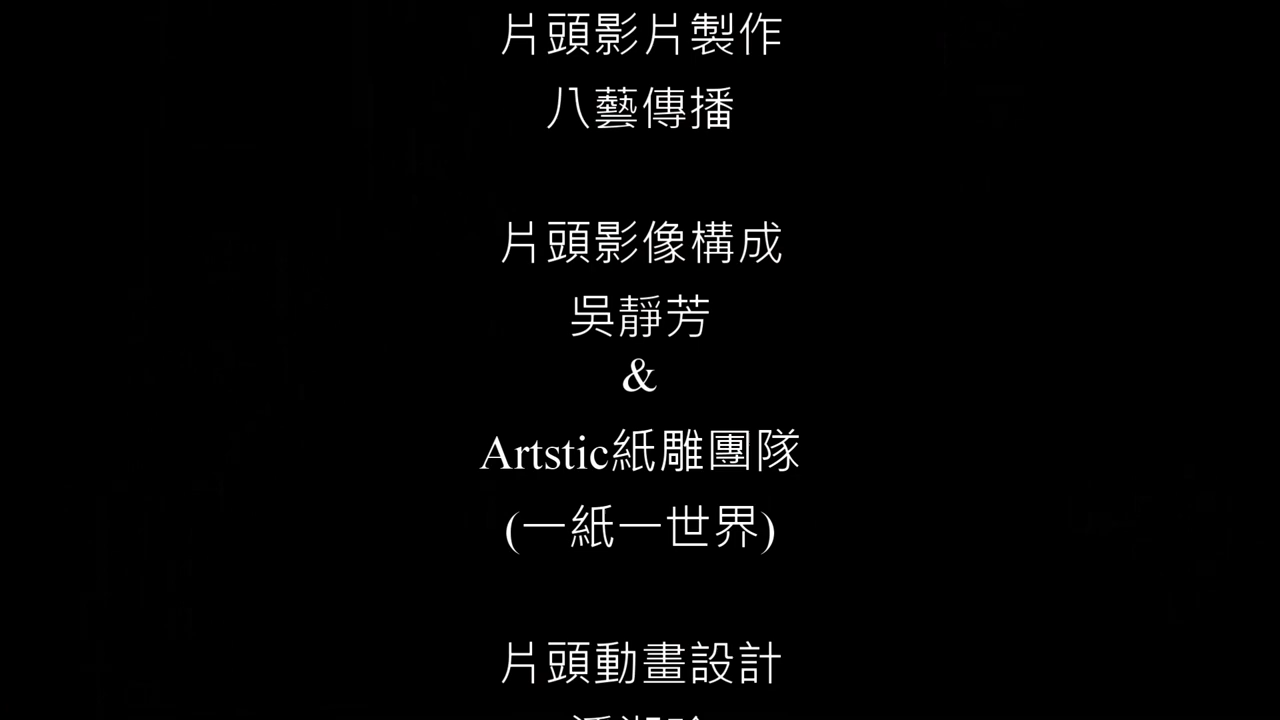 片頭影片製作
八藝傳播
片頭影像構成
吳靜芳
&
Artstic紙雕團隊
(一紙一世界)
片頭動畫設計